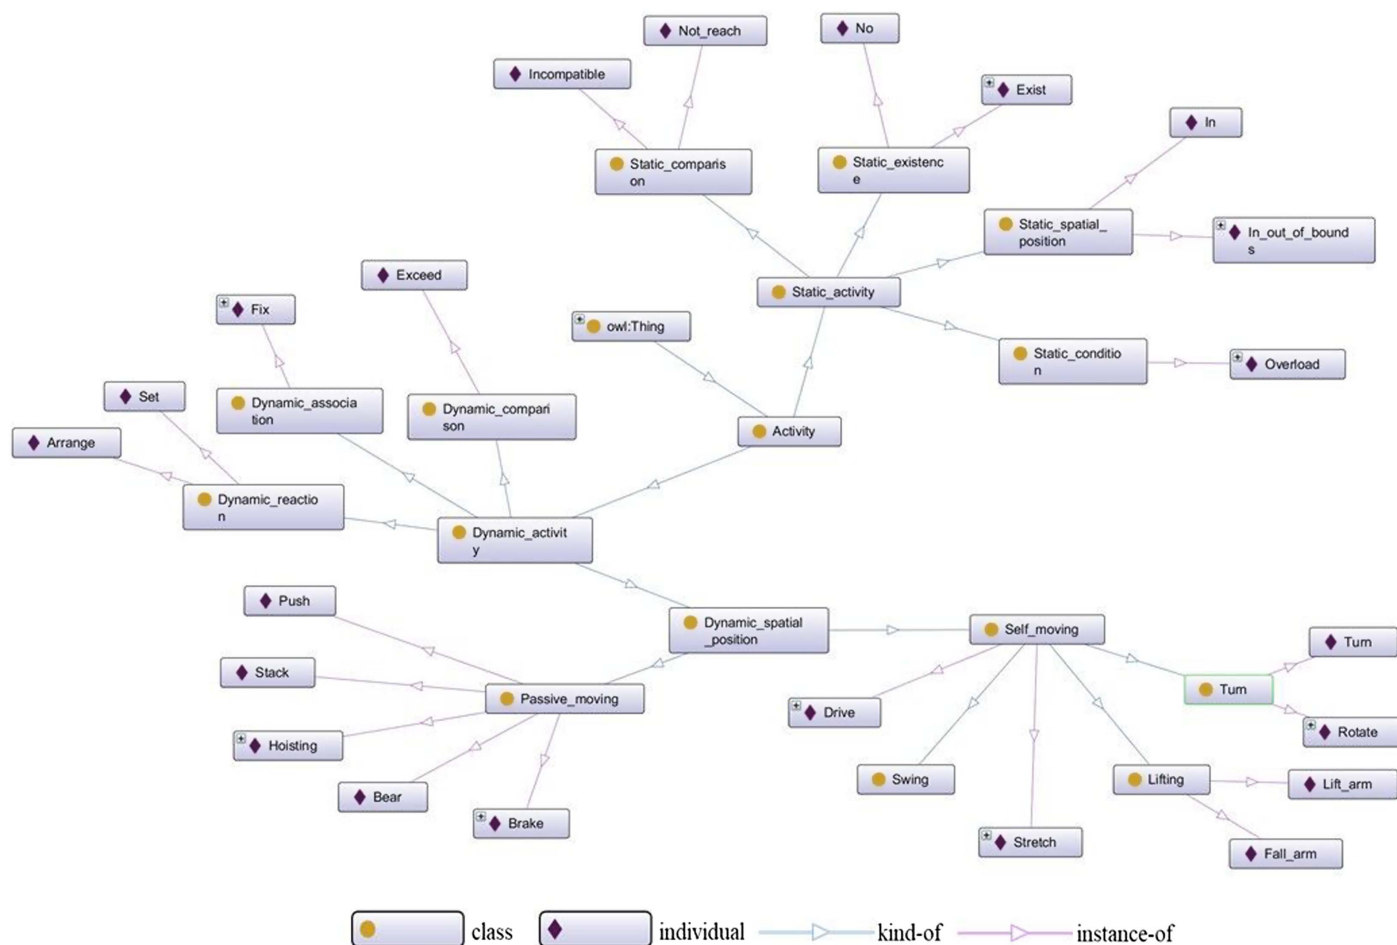 Not_reach
No
Incompatible
Exist
In
Static_comparis
on
Static_existenc
e
Static_spatial_
position
In_out_of_bound
s
Exceed
Static_activity
Fix
owl:Thing
Static_conditio
n
Overload
Set
Dynamic_associa
tion
Dynamic_compari
son
Activity
Arrange
Dynamic_reactio
n
Dynamic_activit
y
Push
Dynamic_spatial
_position
Self_moving
Turn
Stack
Passive_moving
Turn
Drive
Rotate
Hoisting
Swing
Lifting
Lift_arm
Bear
Brake
Stretch
Fall_arm
class
individual
kind-of
instance-of